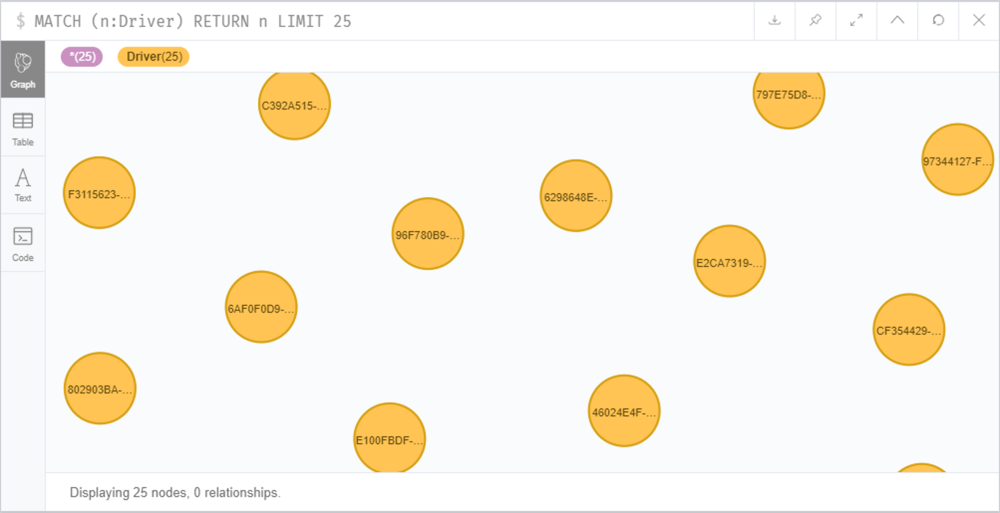 $ MATCH (n:Driver) RETURN n LIMIT 25
*(25) Driver(25)
Graph
Table
Text
Code
C392A515-...
797E75D8-...
97344127-F...
F3115623-...
6298648E-...
96F780B9-...
E2CA7319-...
6AF0F0D9-...
CF354429-...
802903BA-...
46024E4F-...
E100FBDF-...
Displaying 25 nodes, 0 relationships.